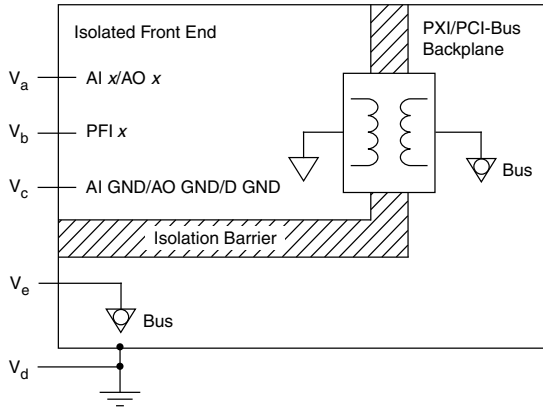 Isolated Front End
PXI/PCI-Bus
Backplane
Va
AI x/AO x
Vb
PFI x
Bus
Vc
AI GND/AO GND/D GND
Isolation Barrier
Ve
Bus
Vd